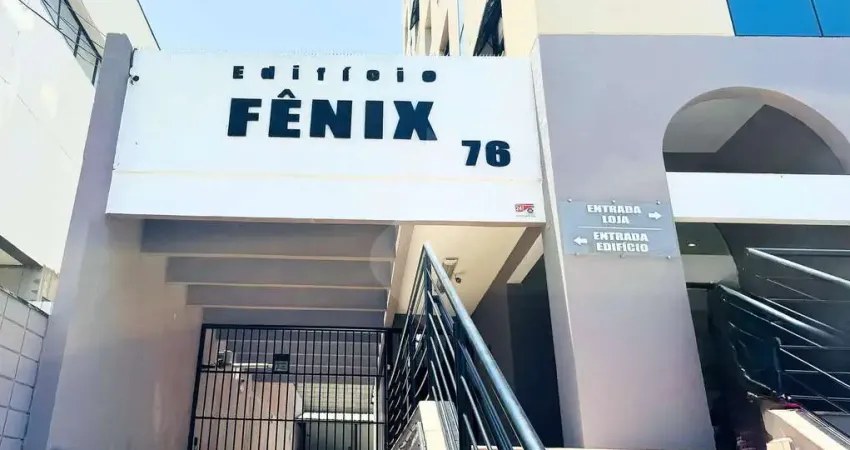 Edifício
FÊNIX
76
ENTRADA
LOJA
ENTRADA
EDIFÍCIO